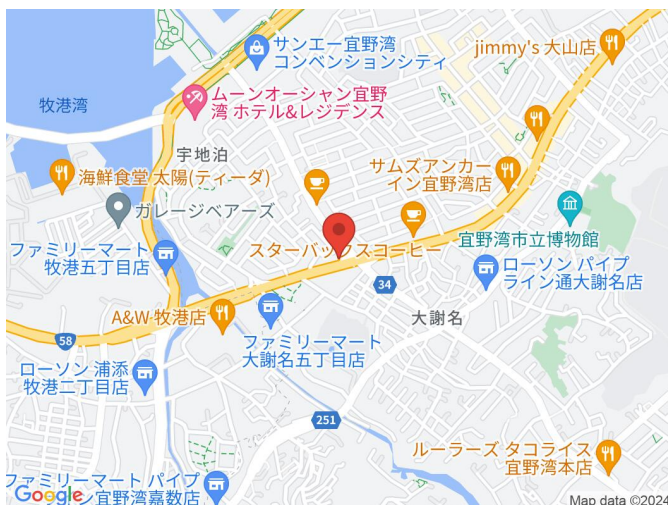 サンエー宜野湾
コンベンションシティ
jimmy's 大山店
牧港湾
ムーンオーシャン宜野
湾 ホテル&レジデンス
宇地泊
海鮮食堂 太陽(ティーダ)
サムズアンカー
イン宜野湾店
ガレージベアーズ
宜野湾市立博物館
ファミリーマート
牧港五丁目店
スターバックスコーヒー
ローソン パイプ
ライン通大謝名店
34
A&W 牧港店
大謝名
58
ファミリーマート
大謝名五丁目店
ローソン 浦添
牧港二丁目店
251
ルーラーズ タコライス
宜野湾本店
ファミリーマート パイプ
イン宜野湾嘉数店
Google
Map data ©2024